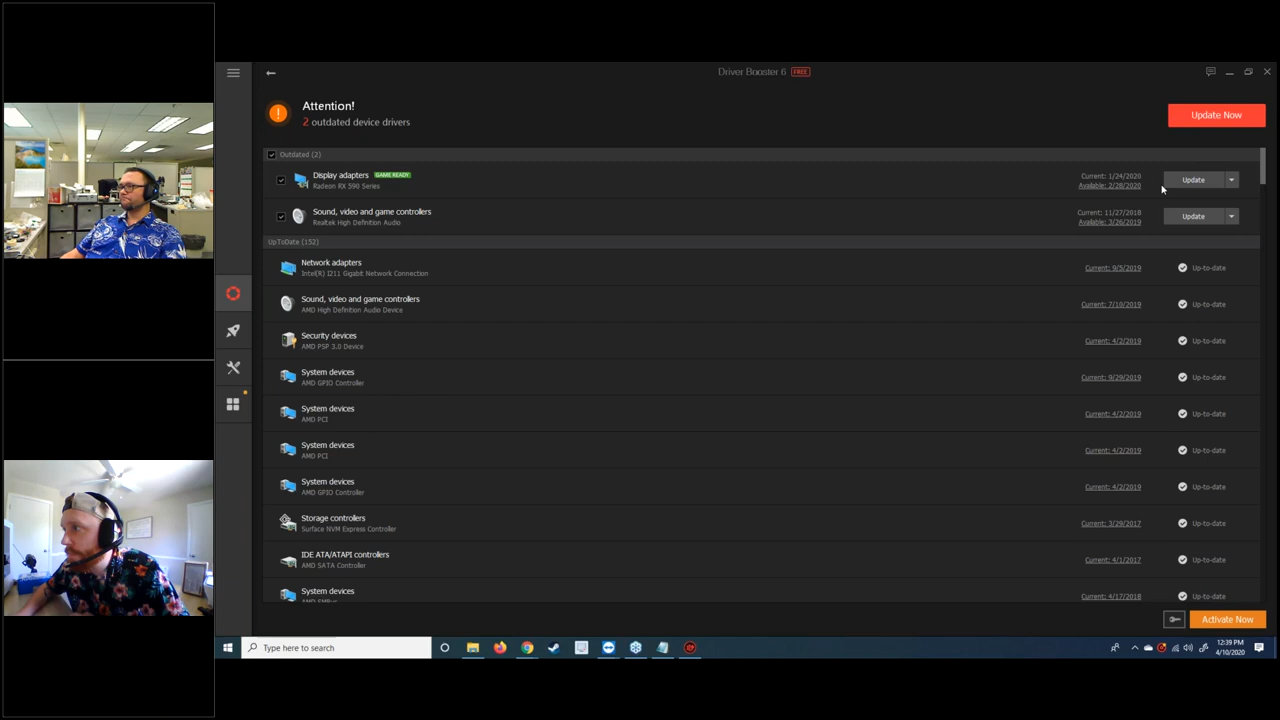 Driver Booster 6 FREE
Attention!
2 outdated device drivers
Update Now
Outdated (2)
Display adapters GAME READY
Radeon RX 590 Series
Current: 1/24/2020
Available: 2/28/2020
Update
Sound, video and game controllers
Realtek High Definition Audio
Current: 11/27/2018
Available: 3/26/2019
Update
UpToDate (152)
Network adapters
Intel(R) I211 Gigabit Network Connection
Current: 9/5/2019
Up-to-date
Sound, video and game controllers
AMD High Definition Audio Device
Current: 7/10/2019
Up-to-date
Security devices
AMD PSP 3.0 Device
Current: 4/2/2019
Up-to-date
System devices
AMD GPIO Controller
Current: 9/29/2019
Up-to-date
System devices
AMD PCI
Current: 4/2/2019
Up-to-date
System devices
AMD PCI
Current: 4/2/2019
Up-to-date
System devices
AMD GPIO Controller
Current: 4/2/2019
Up-to-date
Storage controllers
Surface NVM Express Controller
Current: 3/29/2017
Up-to-date
IDE ATA/ATAPI controllers
AMD SATA Controller
Current: 4/1/2017
Up-to-date
System devices
AMD SMBus
Current: 4/17/2018
Up-to-date
Activate Now
Type here to search
12:39 PM
4/10/2020